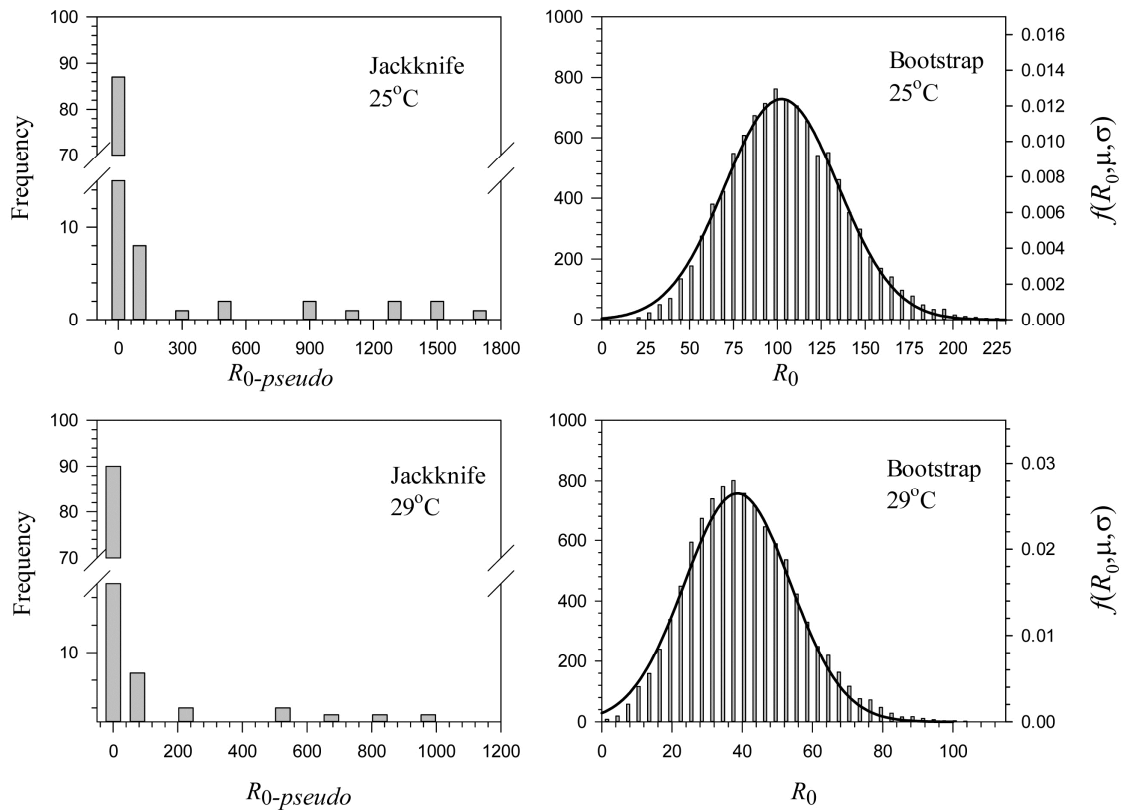 Jackknife
25°C
Frequency
100
90
80
70
10
0
0 300 600 900 1200 1500 1800
R0-pseudo
Bootstrap
25°C
1000
800
600
400
200
0
0 25 50 75 100 125 150 175 200 225
R0
0.016
0.014
0.012
0.010
0.008
0.006
0.004
0.002
0.000
f(R0,μ,σ)
Jackknife
29°C
Frequency
100
90
80
70
10
0 200 400 600 800 1000 1200
R0-pseudo
Bootstrap
29°C
1000
800
600
400
200
0
0 20 40 60 80 100
R0
0.03
0.02
0.01
0.00
f(R0,μ,σ)